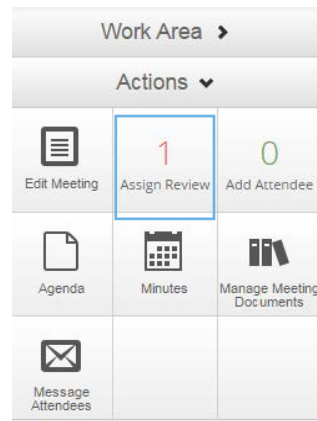 Work Area
Actions
1
0
Edit Meeting
Assign Review
Add Attendee
Agenda
Minutes
Manage Meeting
Documents
Message
Attendees